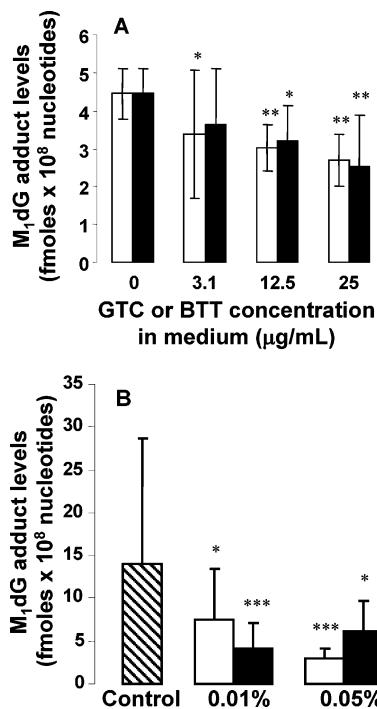 A
M1dG adduct levels
(fmoles x 10⁸ nucleotides)
6
5
4
3
2
1
0
*
**
*
**
**
0 3.1 12.5 25
GTC or BTT concentration
in medium (µg/mL)
B
M1dG adduct levels
(fmoles x 10⁸ nucleotides)
35
30
25
20
15
10
5
0
*
***
***
*
Control 0.01% 0.05%